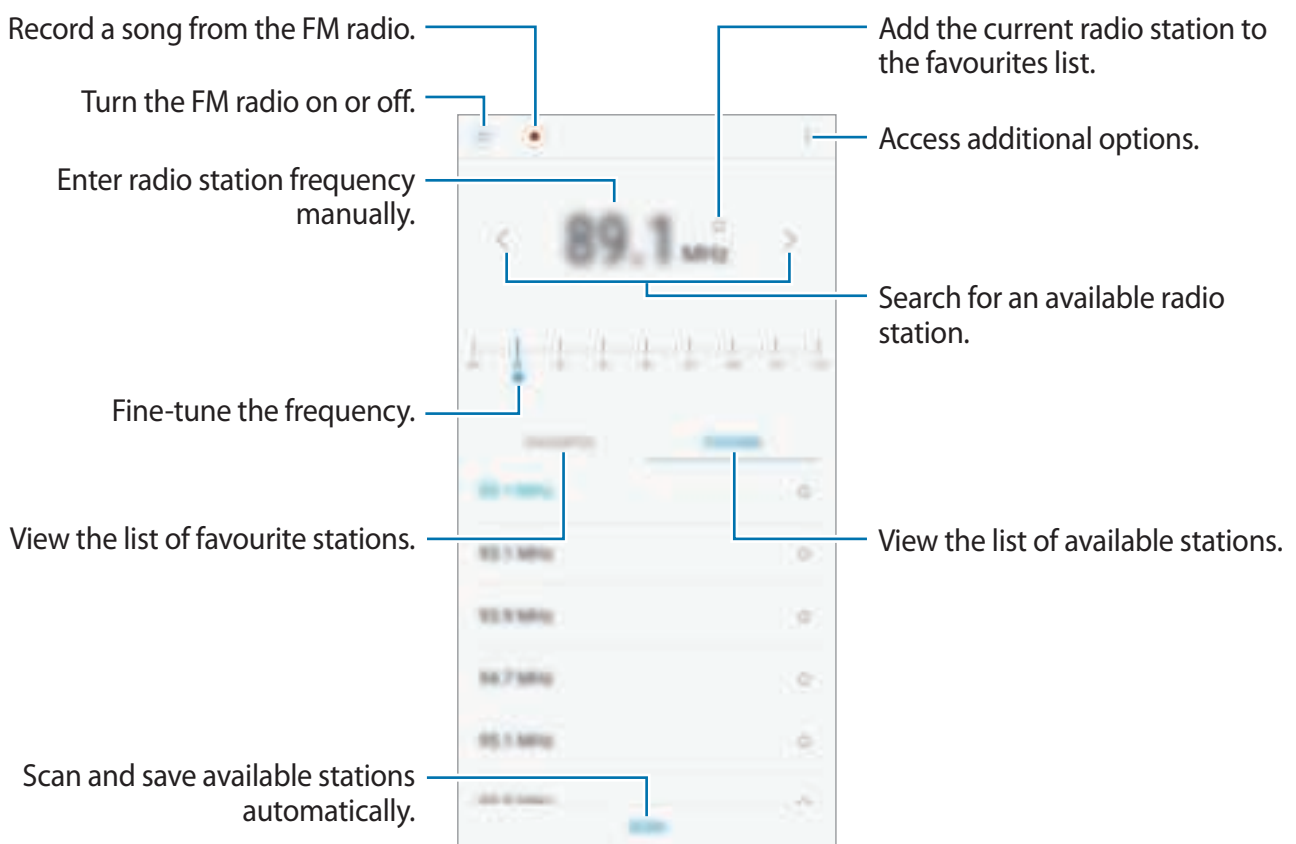 Record a song from the FM radio.
Add the current radio station to
the favourites list.
Turn the FM radio on or off.
Access additional options.
Enter radio station frequency
manually.
89.1 MHz
Search for an available radio
station.
Fine-tune the frequency.
89.1 MHz
View the list of favourite stations.
View the list of available stations.
93.1 MHz
93.9 MHz
94.7 MHz
95.1 MHz
Scan and save available stations
automatically.